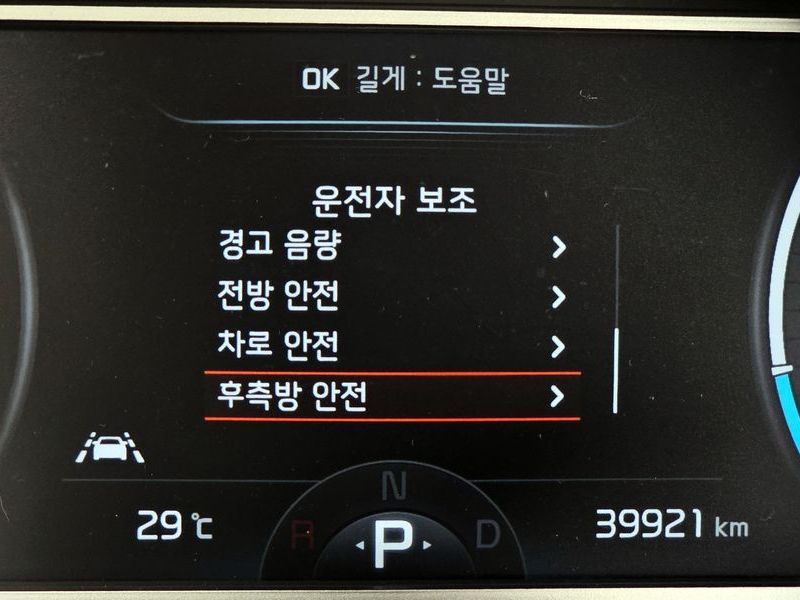 OK 길게 : 도움말
운전자 보조
경고 음량
전방 안전
차로 안전
후측방 안전
N
29 ℃ R P D 39921 km